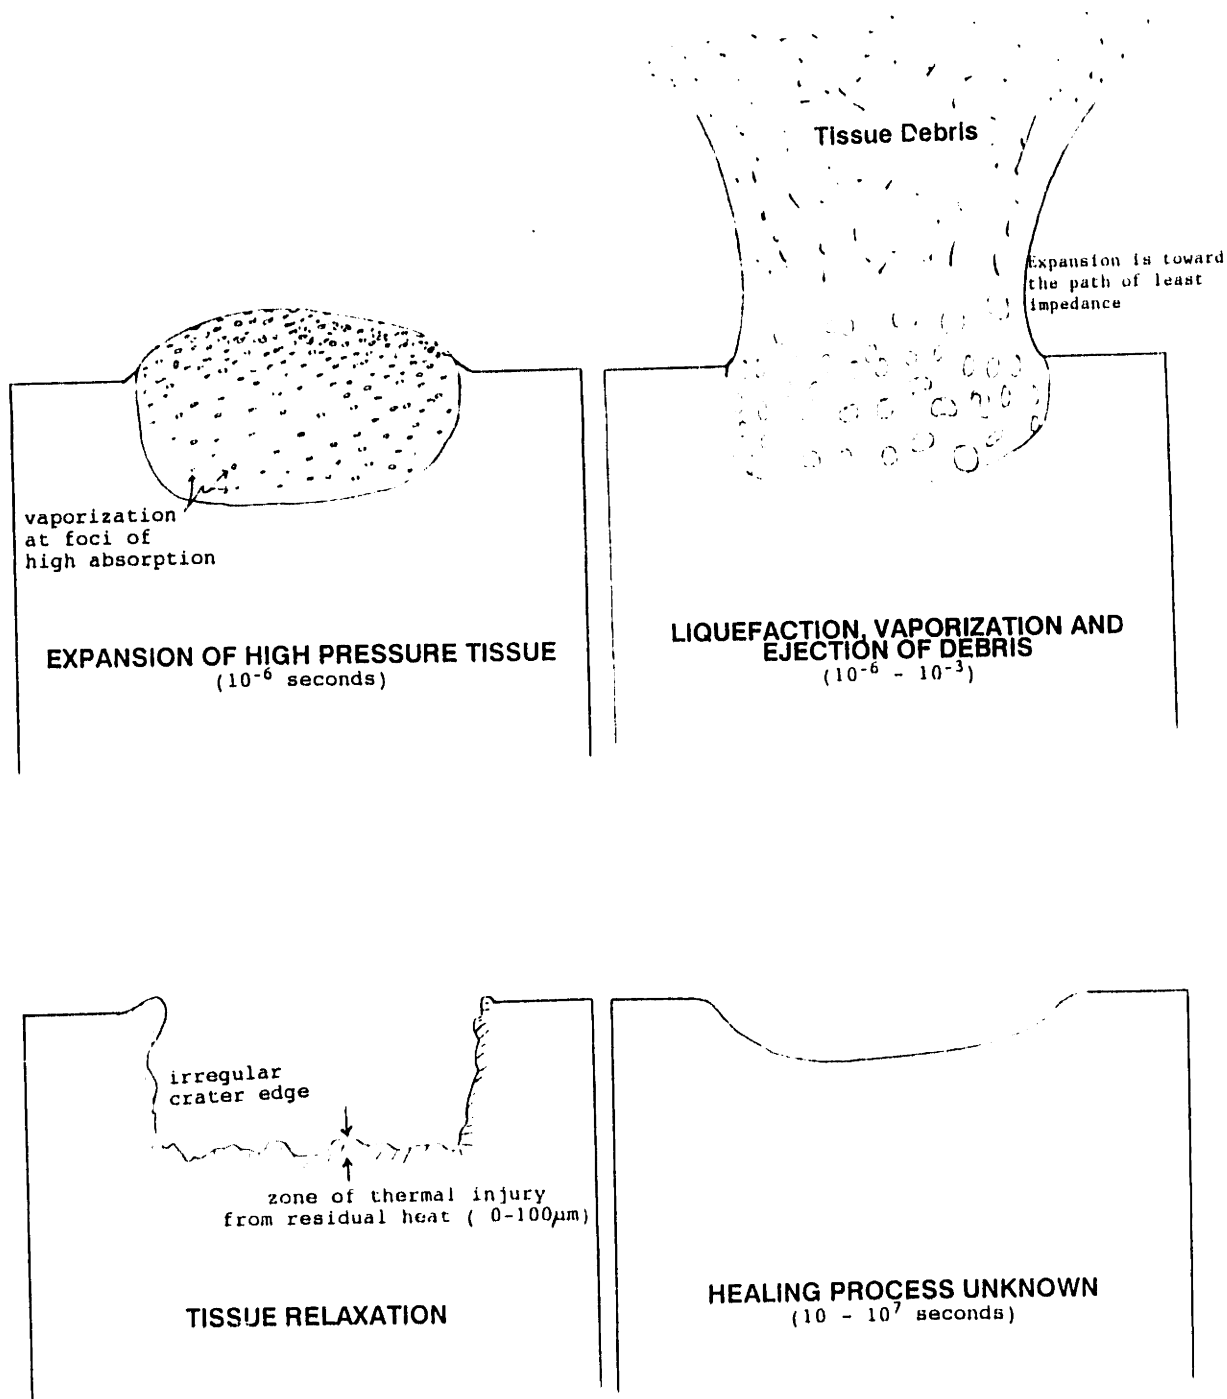 Tissue Debris
Expansion is toward
the path of least
impedance
vaporization
at foci of
high absorption
EXPANSION OF HIGH PRESSURE TISSUE
(10⁻⁶ seconds)
LIQUEFACTION, VAPORIZATION AND
EJECTION OF DEBRIS
(10⁻⁶ - 10⁻³)
irregular
crater edge
zone of thermal injury
from residual heat ( 0-100μm)
TISSUE RELAXATION
HEALING PROCESS UNKNOWN
(10 - 10⁷ seconds)